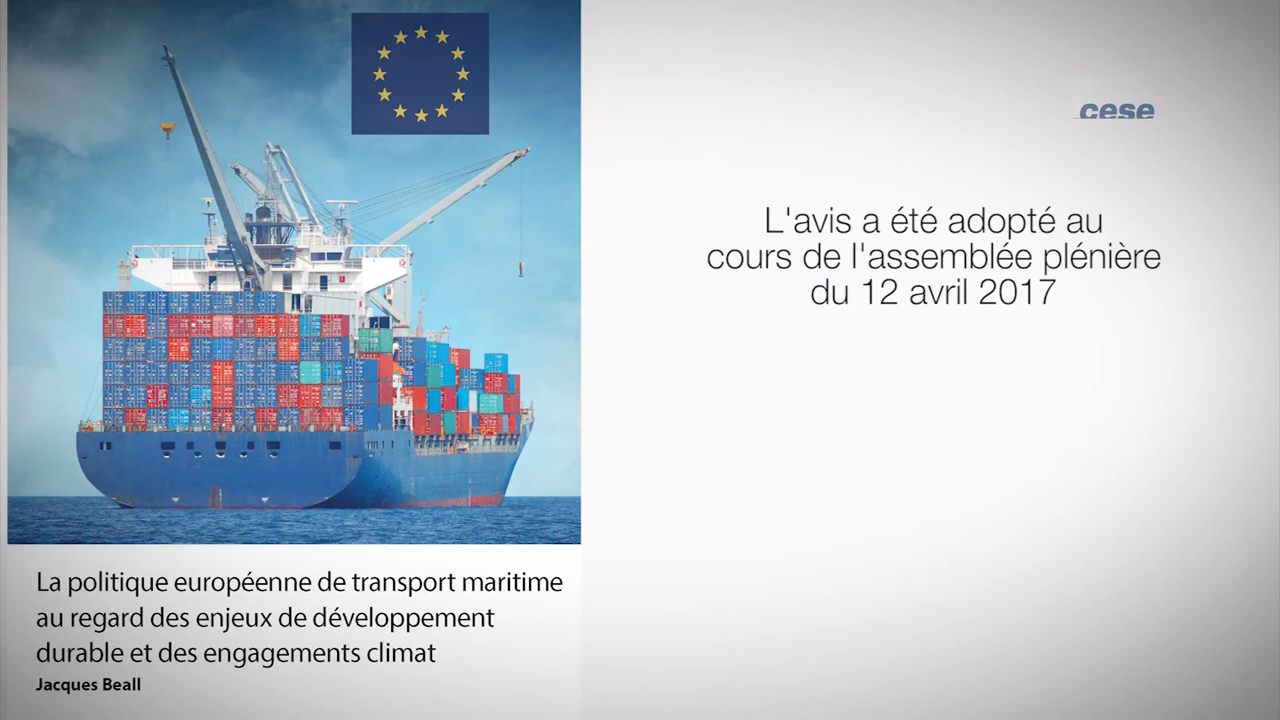 La politique européenne de transport maritime
au regard des enjeux de développement
durable et des engagements climat
Jacques Beall
cese
L'avis a été adopté au
cours de l'assemblée plénière
du 12 avril 2017